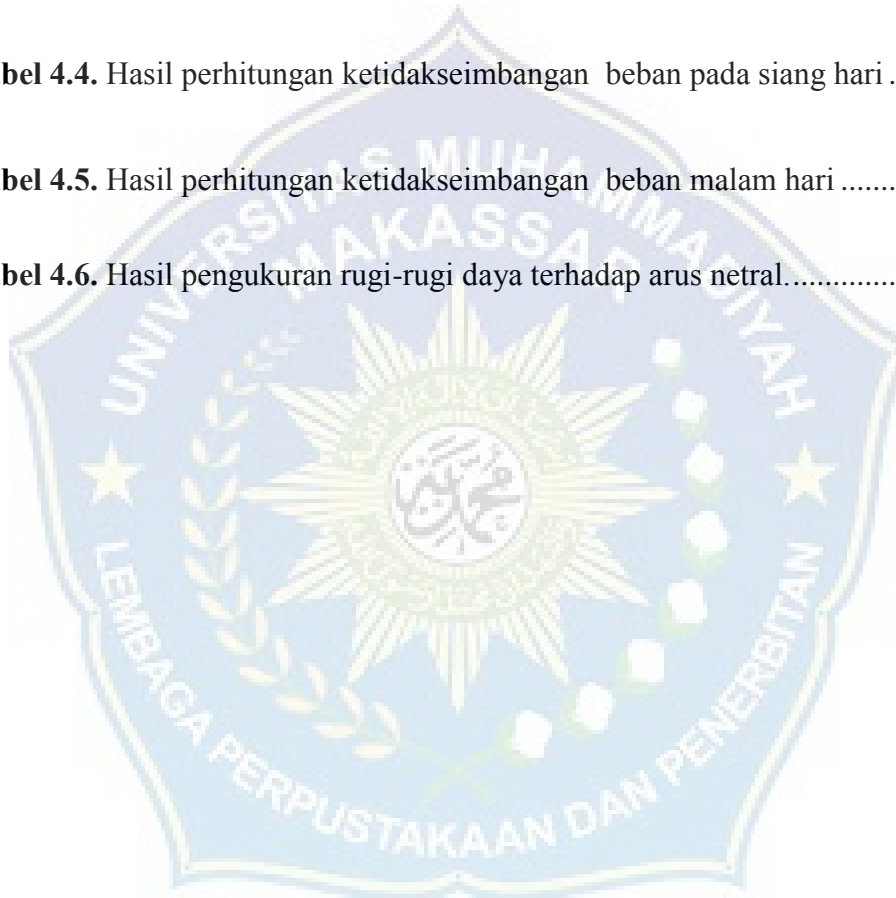 bel 4.4. Hasil perhitungan ketidakseimbangan beban pada siang hari .
bel 4.5. Hasil perhitungan ketidakseimbangan beban malam hari .......
bel 4.6. Hasil pengukuran rugi-rugi daya terhadap arus netral..............
UNIVERSITAS MUHAMMADIYAH
MAKASSAR
LEMBAGA PERPUSTAKAAN DAN PENERBITAN